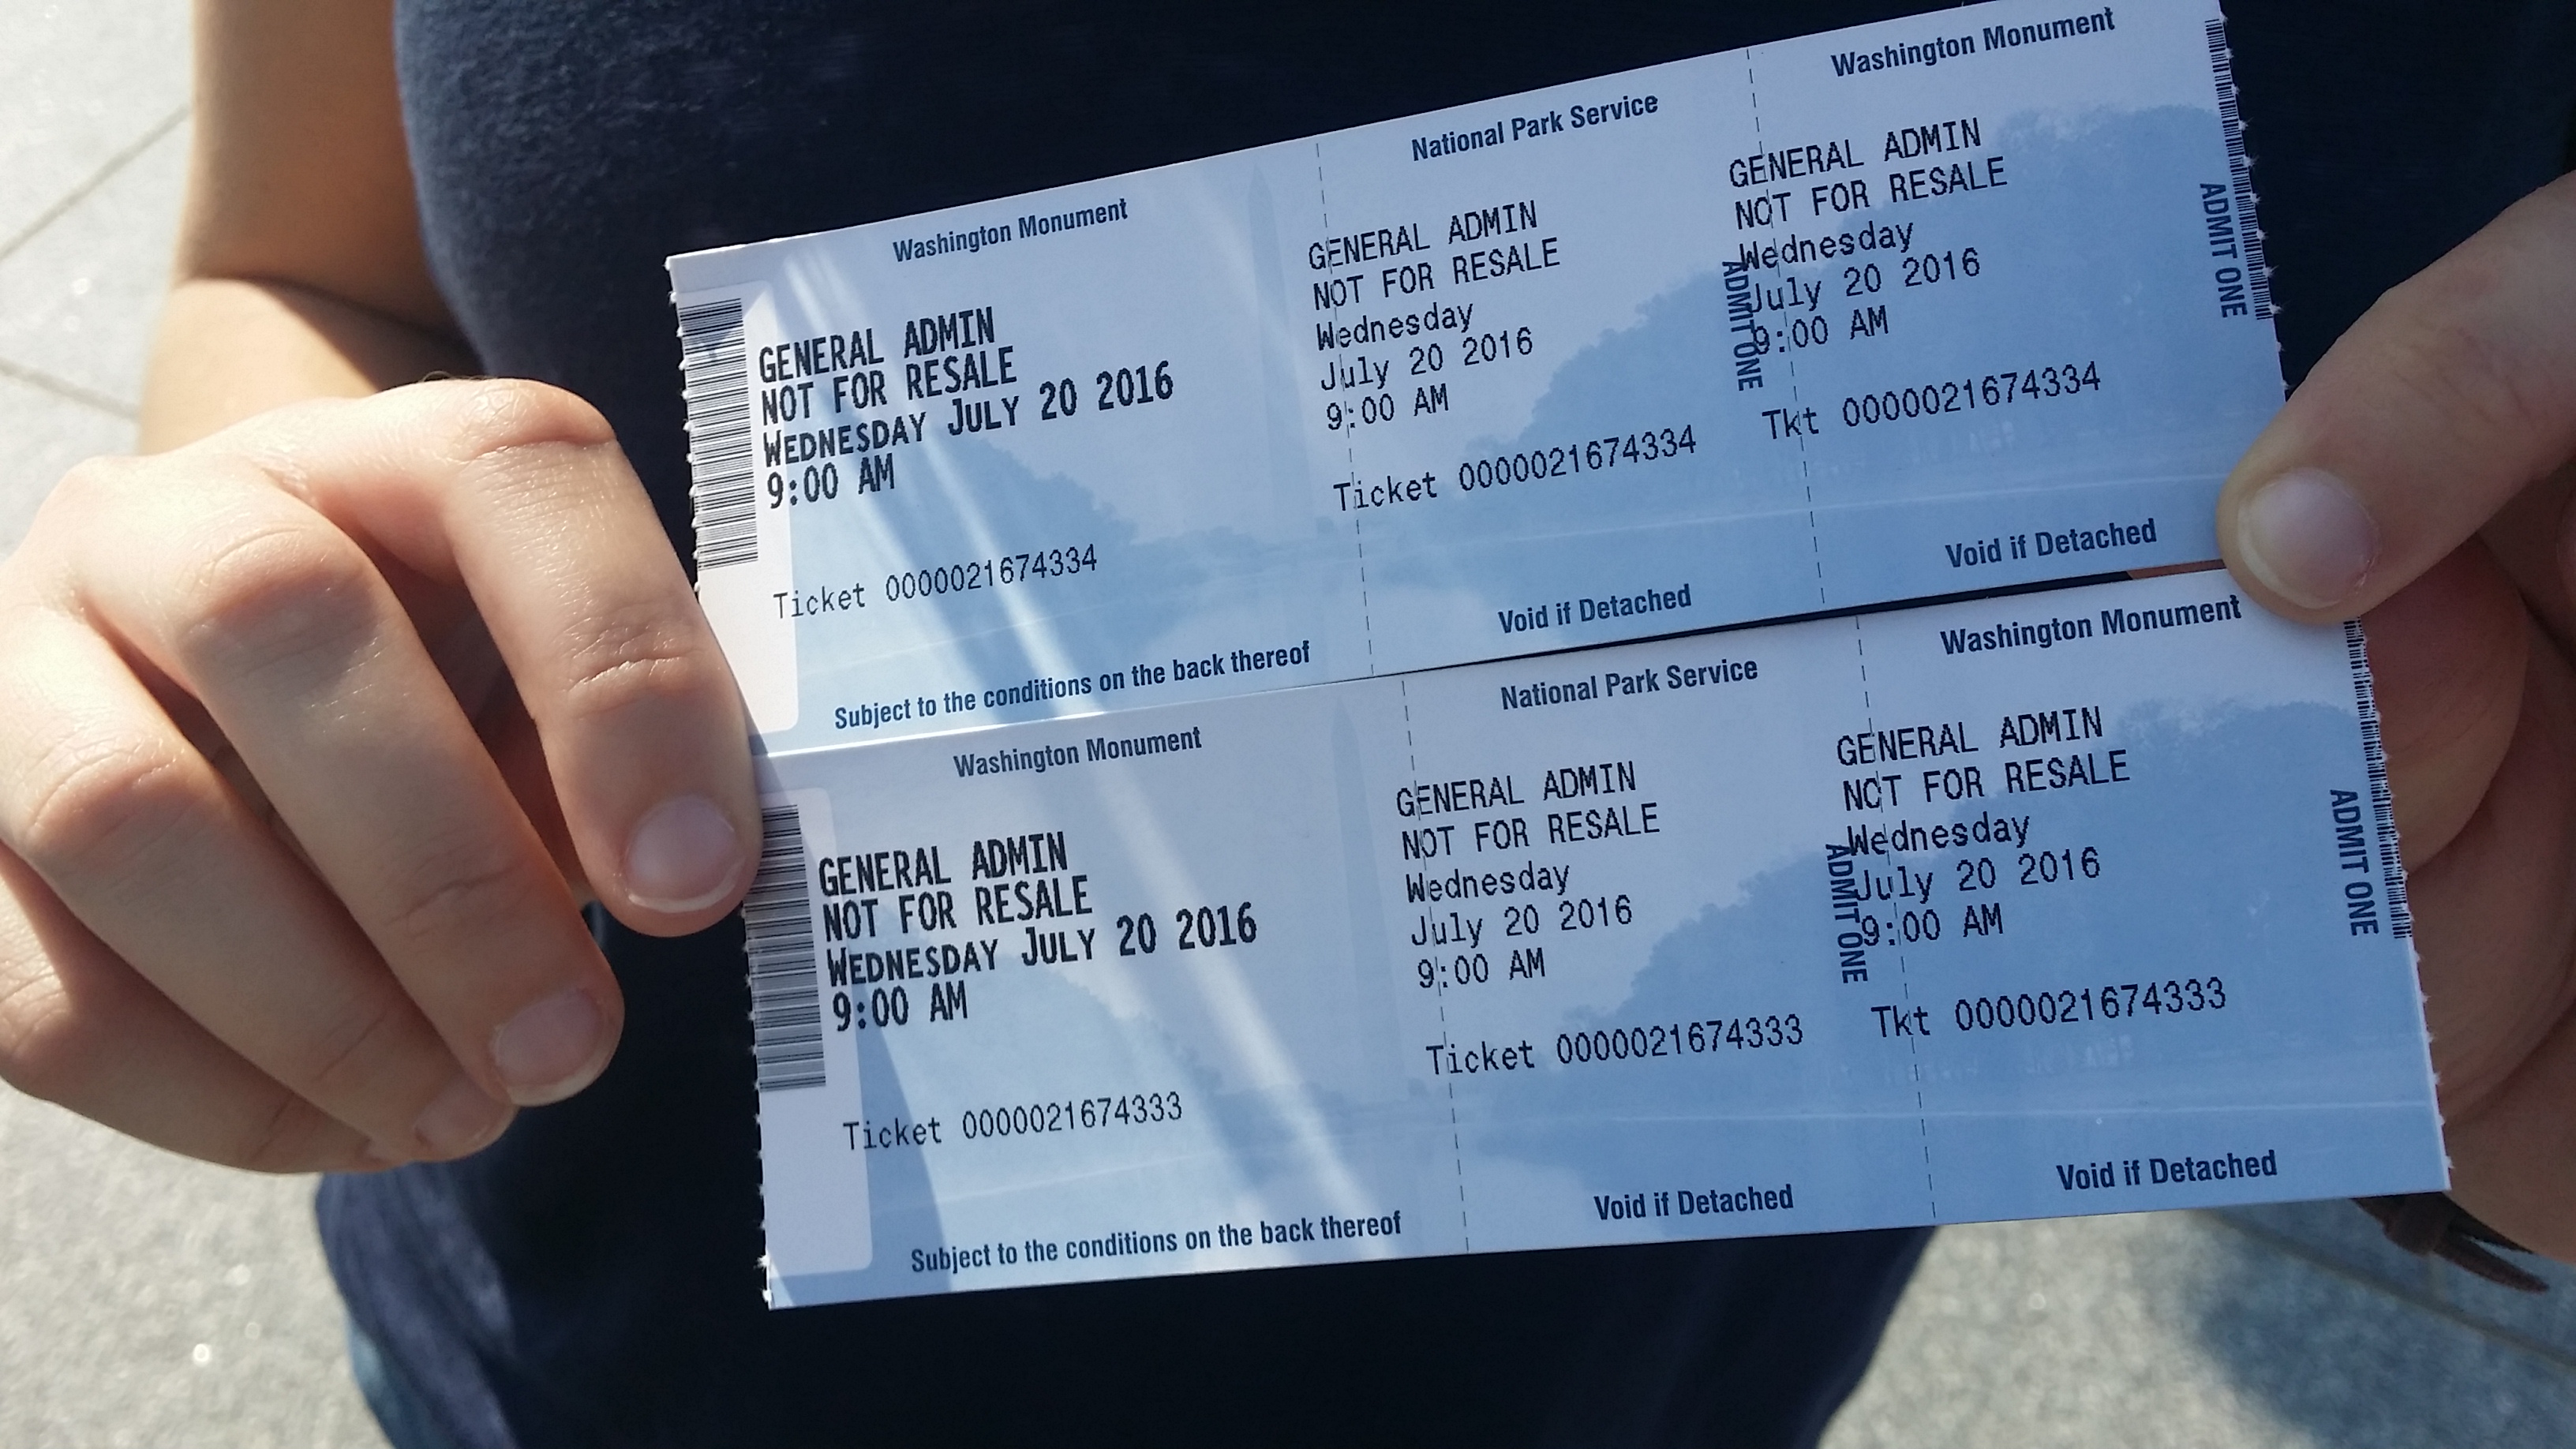 Washington Monument
GENERAL ADMIN
NOT FOR RESALE
WEDNESDAY JULY 20 2016
9:00 AM
Ticket 0000021674334
Subject to the conditions on the back thereof
National Park Service
GENERAL ADMIN
NOT FOR RESALE
Wednesday
July 20 2016
9:00 AM
Ticket 0000021674334
Void if Detached
ADMIT ONE
Washington Monument
GENERAL ADMIN
NOT FOR RESALE
Wednesday
July 20 2016
9:00 AM
Tkt 0000021674334
Void if Detached
ADMIT ONE
Washington Monument
GENERAL ADMIN
NOT FOR RESALE
WEDNESDAY JULY 20 2016
9:00 AM
Ticket 0000021674333
Subject to the conditions on the back thereof
National Park Service
GENERAL ADMIN
NOT FOR RESALE
Wednesday
July 20 2016
9:00 AM
Ticket 0000021674333
Void if Detached
ADMIT ONE
Washington Monument
GENERAL ADMIN
NOT FOR RESALE
Wednesday
July 20 2016
9:00 AM
Tkt 0000021674333
Void if Detached
ADMIT ONE